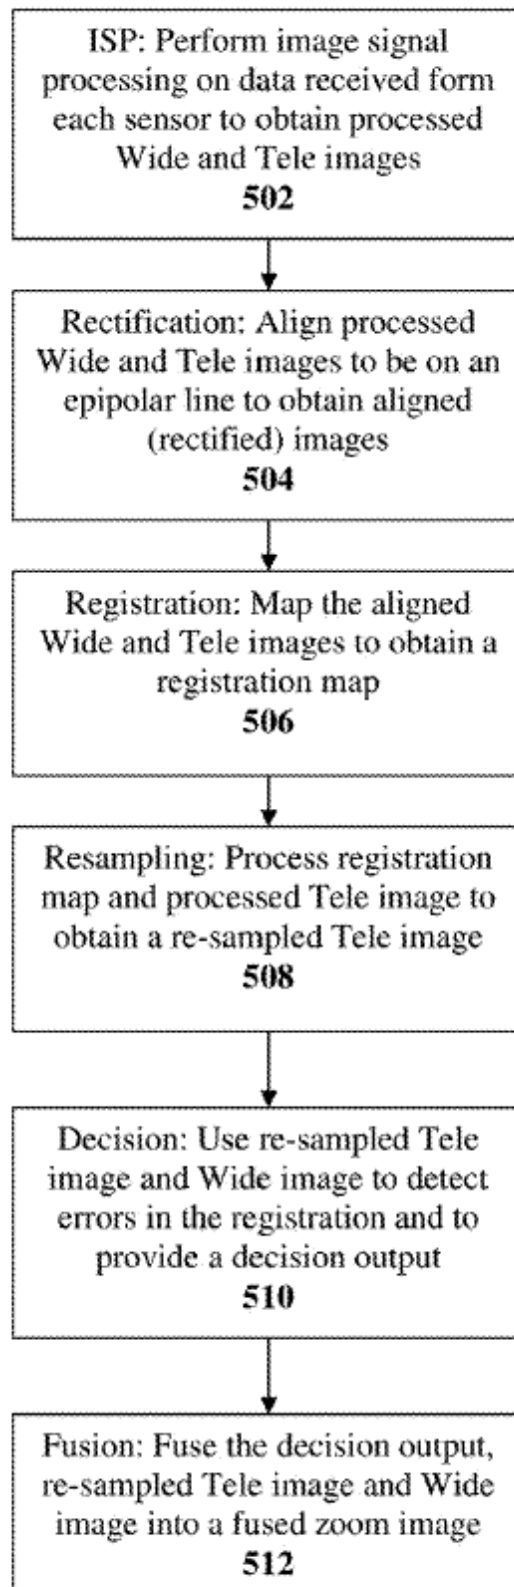 ISP: Perform image signal
processing on data received form
each sensor to obtain processed
Wide and Tele images
502
Rectification: Align processed
Wide and Tele images to be on an
epipolar line to obtain aligned
(rectified) images
504
Registration: Map the aligned
Wide and Tele images to obtain a
registration map
506
Resampling: Process registration
map and processed Tele image to
obtain a re-sampled Tele image
508
Decision: Use re-sampled Tele
image and Wide image to detect
errors in the registration and to
provide a decision output
510
Fusion: Fuse the decision output,
re-sampled Tele image and Wide
image into a fused zoom image
512